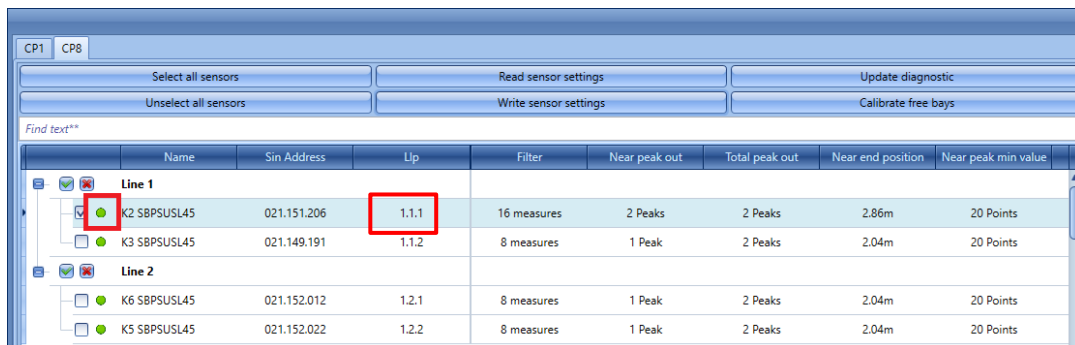 CP1 CP8
Select all sensors Read sensor settings Update diagnostic
Unselect all sensors Write sensor settings Calibrate free bays
Find text**
Name Sin Address Llp Filter Near peak out Total peak out Near end position Near peak min value
Line 1
K2 SBPSUSL45 021.151.206 1.1.1 16 measures 2 Peaks 2 Peaks 2.86m 20 Points
K3 SBPSUSL45 021.149.191 1.1.2 8 measures 1 Peak 2 Peaks 2.04m 20 Points
Line 2
K6 SBPSUSL45 021.152.012 1.2.1 8 measures 1 Peak 2 Peaks 2.04m 20 Points
K5 SBPSUSL45 021.152.022 1.2.2 8 measures 1 Peak 2 Peaks 2.04m 20 Points